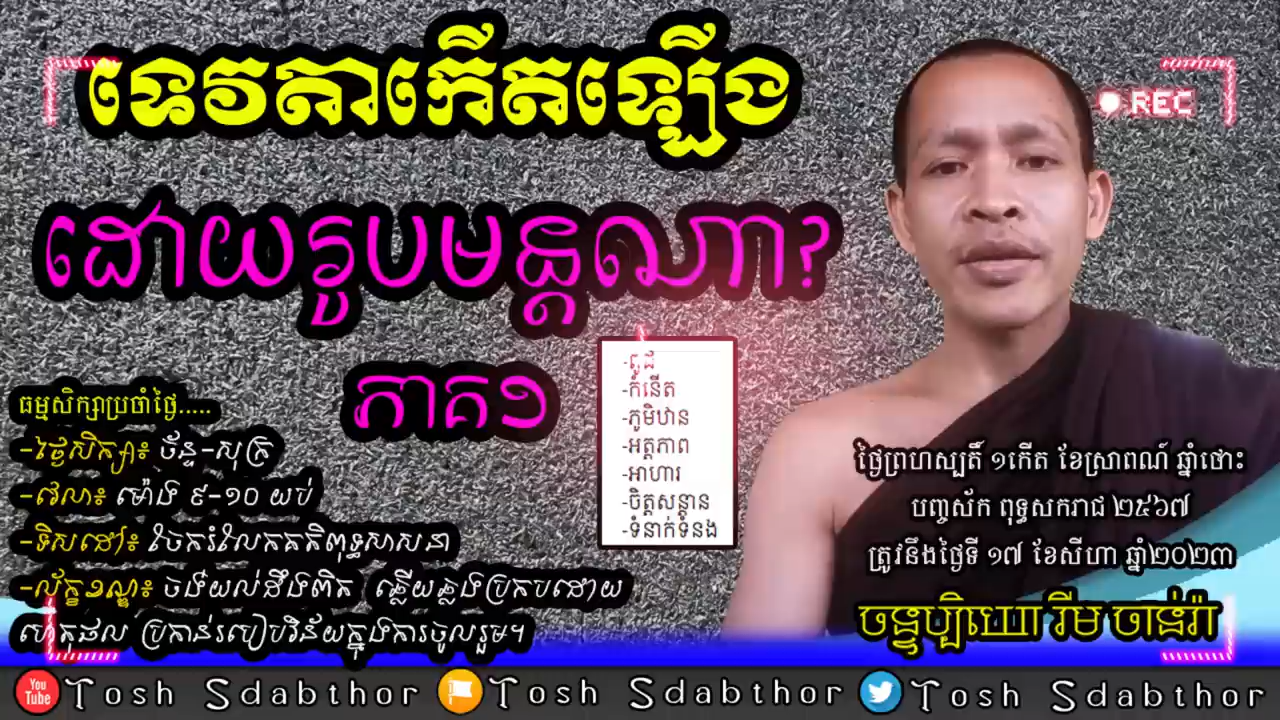 ទេវតាកើតឡើង
REC
ដោយរូបមន្តណា?
ភាគ១
-ពូជ
-កំនើត
-ភូមិឋាន
-អត្តភាព
-អាហារ
-ចិត្តសន្តាន
-ទំនាក់ទំនង
ធម្មសិក្សាប្រចាំថ្ងៃ.....
-ថ្ងៃសិក្សា៖ ច័ន្ទ-សុក្រ
-វេលា៖ ម៉ោង ៩-១០ យប់
-ទិសដៅ៖ ចែករំលែកគតិពុទ្ធសាសនា
-ល័ក្ខខណ្ឌ៖ ចង់យល់ដឹងពិត ឆ្លើយឆ្លងប្រកបដោយ
ហេតុផល ប្រកាន់របៀបវិន័យក្នុងការចូលរួម។
ថ្ងៃព្រហស្បតិ៍ ១កើត ខែស្រាពណ៍ ឆ្នាំថោះ
បញ្ចស័ក ពុទ្ធសករាជ ២៥៦៧
ត្រូវនឹងថ្ងៃទី ១៧ ខែសីហា ឆ្នាំ២០២៣
ចន្ទប្បិយោ រីម ចាន់រ៉ា
You Tube Tosh Sdabthor Tosh Sdabthor Tosh Sdabthor